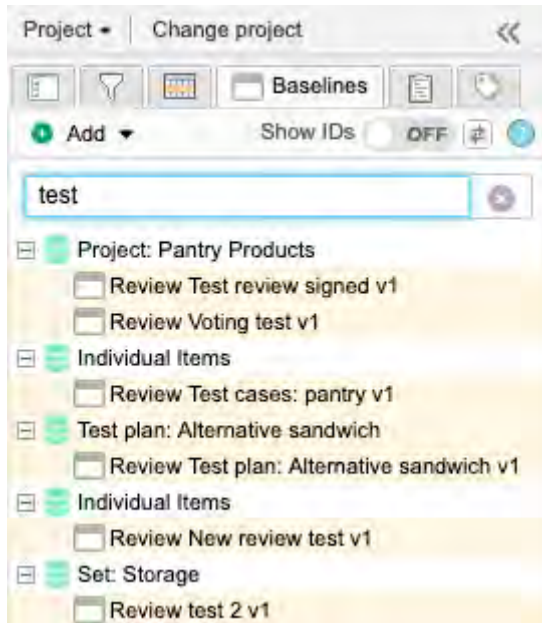 Project Change project
Baselines
Add Show IDs OFF
test
Project: Pantry Products
Review Test review signed v1
Review Voting test v1
Individual Items
Review Test cases: pantry v1
Test plan: Alternative sandwich
Review Test plan: Alternative sandwich v1
Individual Items
Review New review test v1
Set: Storage
Review test 2 v1